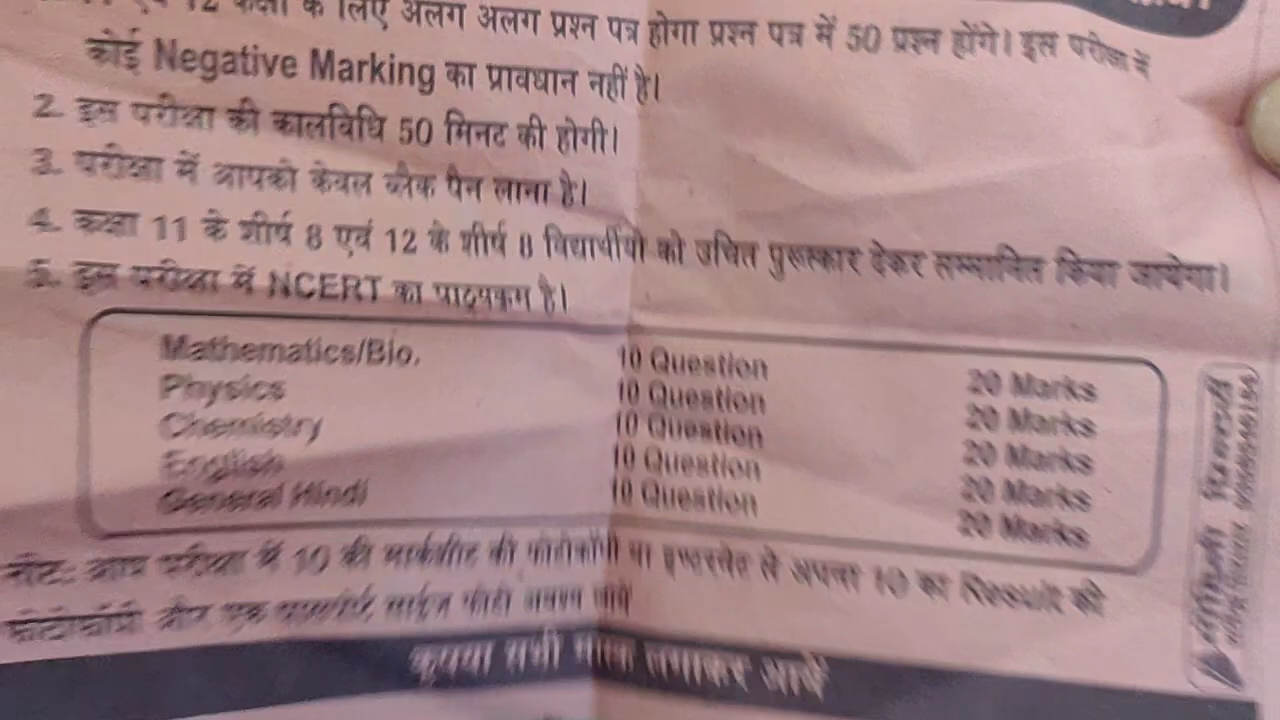 एवं 12 कक्षा के लिए अलग अलग प्रश्न पत्र होगा प्रश्न पत्र में 50 प्रश्न होंगे। इस परीक्षा में
कोई Negative Marking का प्रावधान नहीं है।
2. इस परीक्षा की कालविधि 50 मिनट की होगी।
3. परीक्षा में आपको केवल ब्लैक पैन लाना है।
4. कक्षा 11 के शीर्ष 8 एवं 12 के शीर्ष 8 विद्यार्थीयो को उचित पुरूस्कार देकर सम्मानित किया जायेगा।
5. इस परीक्षा में NCERT का पाठ्यक्रम है।
Mathematics/Bio. 10 Question 20 Marks
Physics 10 Question 20 Marks
Chemistry 10 Question 20 Marks
English 10 Question 20 Marks
General Hindi 10 Question 20 Marks
नोट: आप परीक्षा में 10 की मार्कशीट की फोटोकॉपी या इण्टरनेट से अपना 10 का Result की
फोटोकॉपी और एक पासपोर्ट साईज फोटो अवश्य लायें
कृपया सभी मास्क लगाकर आयें